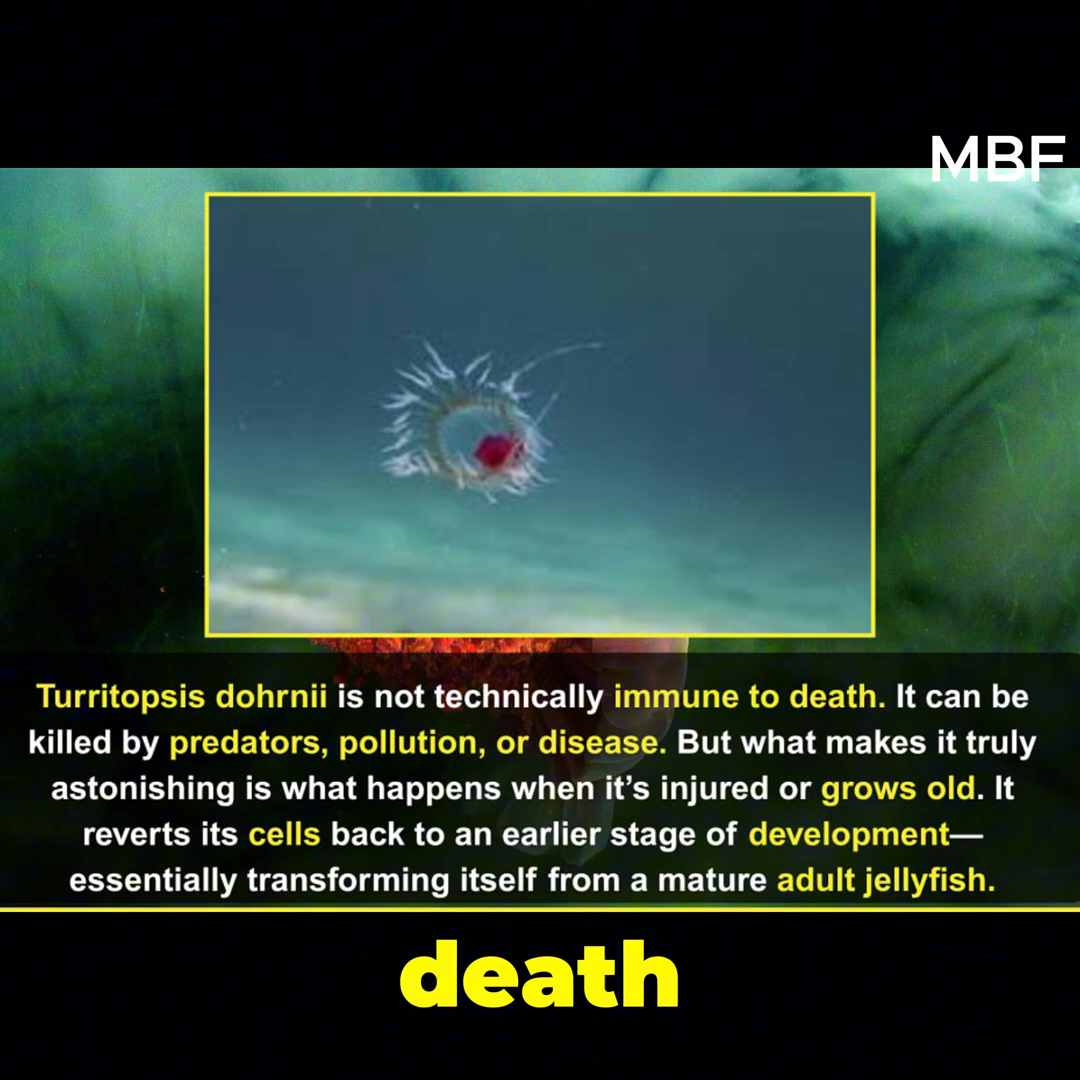 MBF
Turritopsis dohrnii is not technically immune to death. It can be
killed by predators, pollution, or disease. But what makes it truly
astonishing is what happens when it’s injured or grows old. It
reverts its cells back to an earlier stage of development—
essentially transforming itself from a mature adult jellyfish.
death